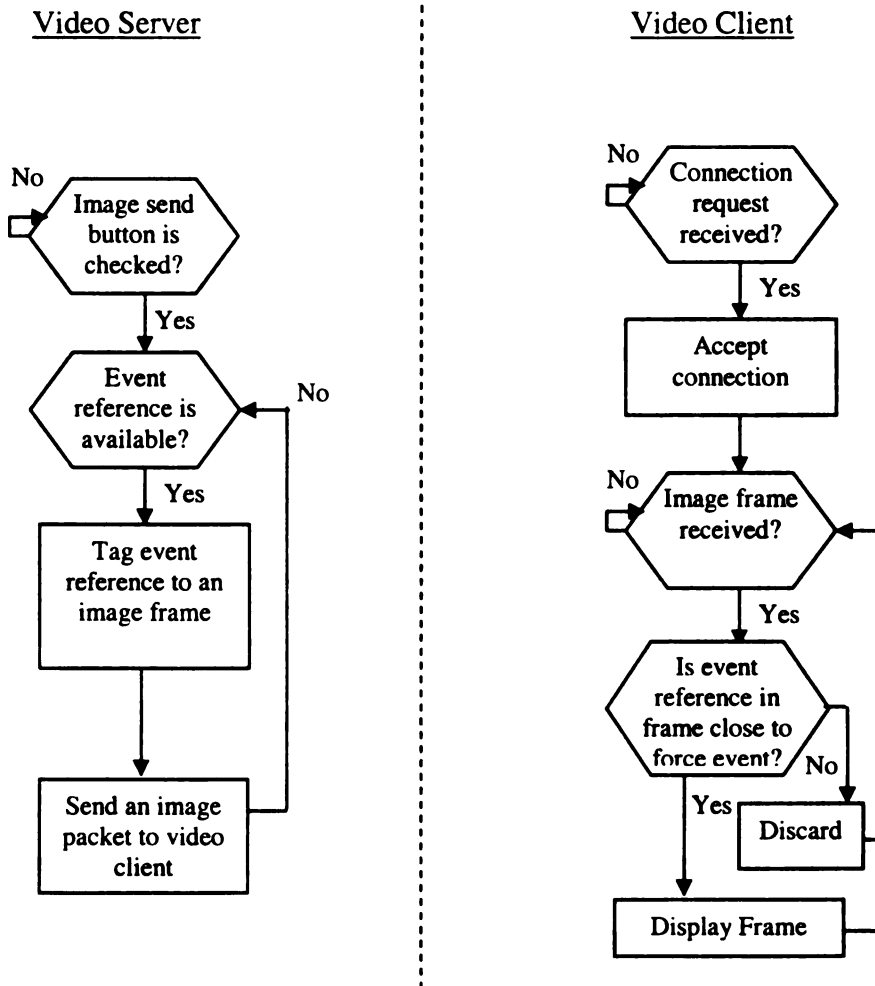 Video Server
No
Image send
button is
checked?
Yes
Event
reference is
available?
No
Yes
Tag event
reference to an
image frame
Send an image
packet to video
client
Video Client
No
Connection
request
received?
Yes
Accept
connection
No
Image frame
received?
Yes
Is event
reference in
frame close to
force event?
No
Yes
Discard
Display Frame